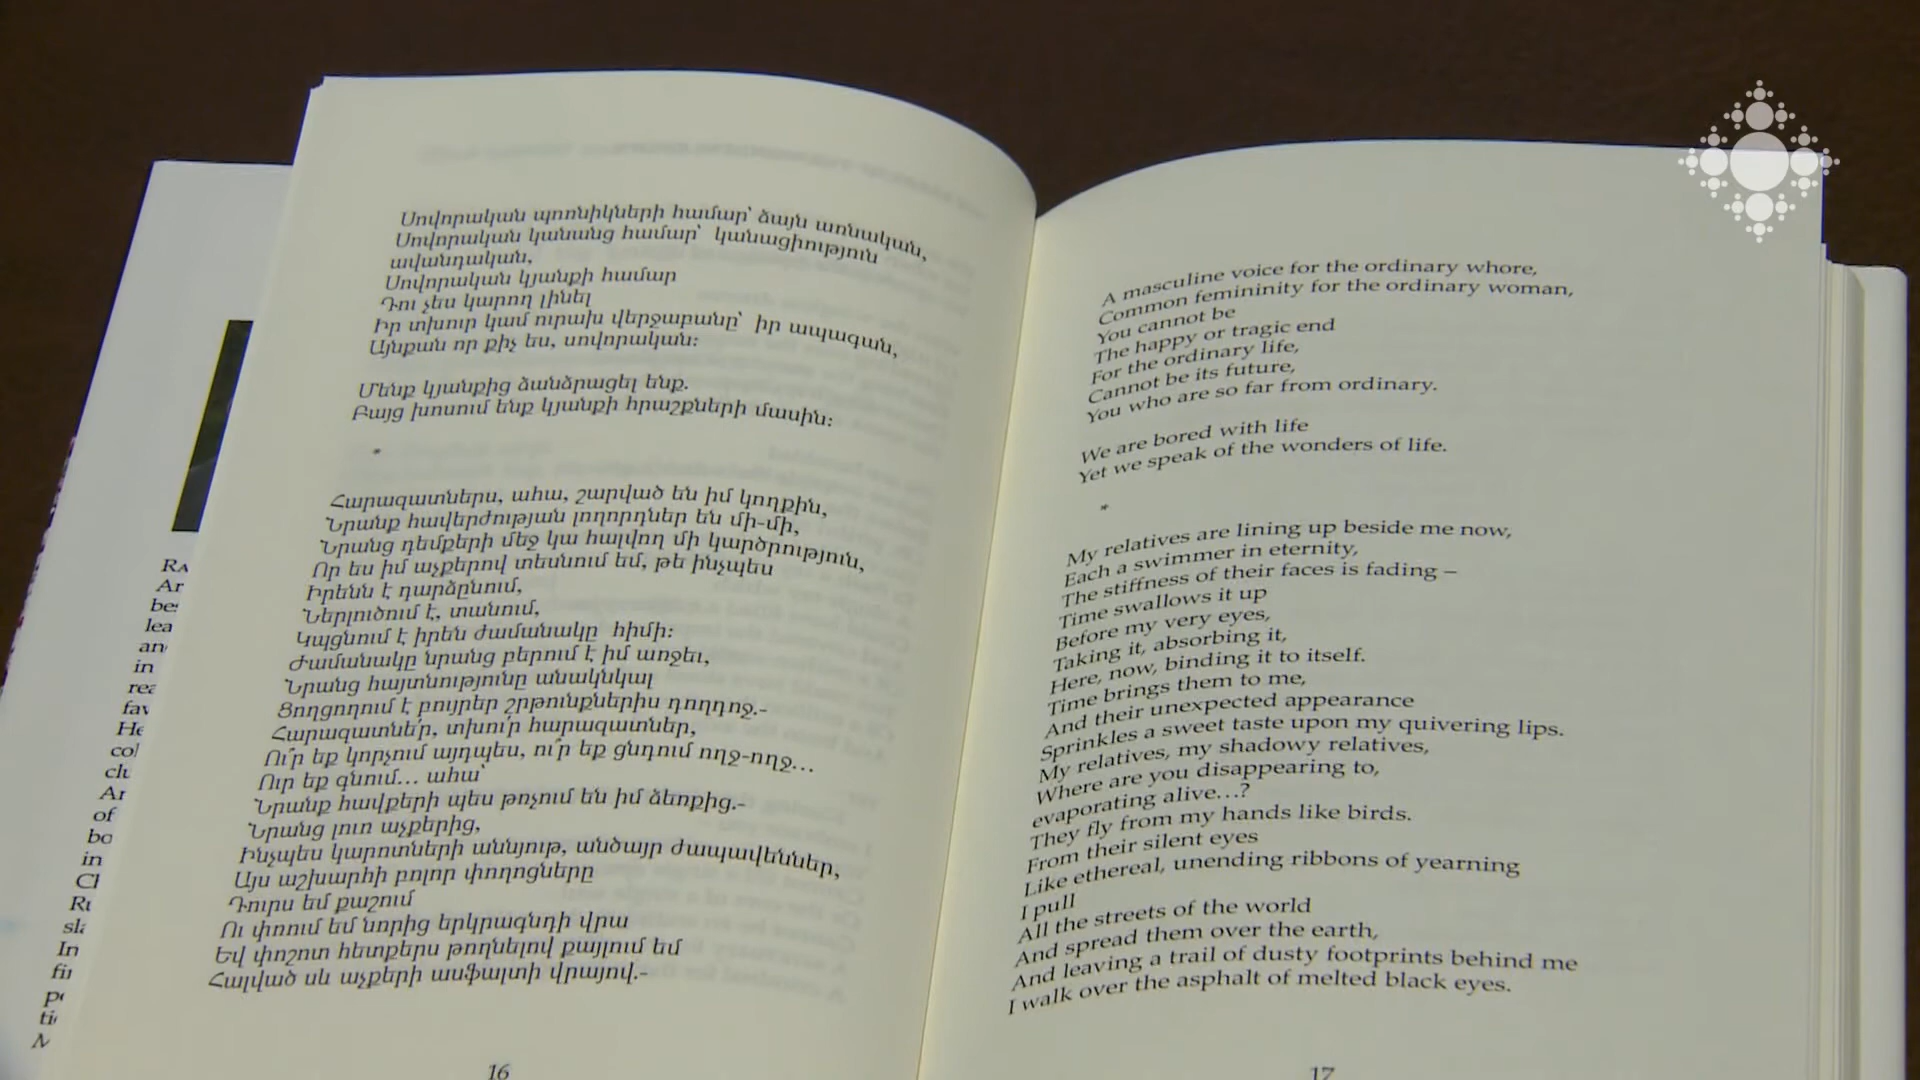 Սովորական պոռնիկների համար՝ ձայն առնական,
Սովորական կանանց համար՝ կանացիություն
ավանդական,
Սովորական կյանքի համար
Դու չես կարող լինել
Իր տխուր կամ ուրախ վերջաբանը՝ իր ապագան,
Այնքան որ քիչ ես, սովորական։
Մենք կյանքից ձանձրացել ենք.
Բայց խոսում ենք կյանքի հրաշքների մասին։
*
Հարազատներս, ահա, շարված են իմ կողքին,
Նրանք հավերժության լողորդներ են մի-մի,
Նրանց դեմքերի մեջ կա հալվող մի կարծրություն,
Որ ես իմ աչքերով տեսնում եմ, թե ինչպես
Իրենն է դարձընում,
Ներլուծում է, տանում,
Կպցնում է իրեն ժամանակը հիմի։
Ժամանակը նրանց բերում է իմ առջեւ,
Նրանց հայտնությունը անակնկալ
Ցողցողում է բույրեր շրթունքներիս դողդոջ.-
Հարազատնե՛ր, տխու՛ր հարազատներ,
Ու՞ր եք կորչում այդպես, ու՞ր եք ցնդում ողջ-ողջ...
Ուր եք գնում... ահա՝
Նրանք հավքերի պես թռչում են իմ ձեռքից.-
Նրանց լուռ աչքերից,
Ինչպես կարոտների աննյութ, անծայր ժապավեններ,
Այս աշխարհի բոլոր փողոցները
Դուրս եմ քաշում
Ու փռում եմ նորից երկրագնդի վրա
Եվ փոշոտ հետքերս թողնելով քայլում եմ
Հալված սև աչքերի ասֆալտի վրայով.-
16
A masculine voice for the ordinary whore,
Common femininity for the ordinary woman,
You cannot be
The happy or tragic end
For the ordinary life,
Cannot be its future,
You who are so far from ordinary.
We are bored with life
Yet we speak of the wonders of life.
*
My relatives are lining up beside me now,
Each a swimmer in eternity,
The stiffness of their faces is fading –
Time swallows it up
Before my very eyes,
Taking it, absorbing it,
Here, now, binding it to itself.
Time brings them to me,
And their unexpected appearance
Sprinkles a sweet taste upon my quivering lips.
My relatives, my shadowy relatives,
Where are you disappearing to,
evaporating alive...?
They fly from my hands like birds.
From their silent eyes
Like ethereal, unending ribbons of yearning
I pull
All the streets of the world
And spread them over the earth,
And leaving a trail of dusty footprints behind me
I walk over the asphalt of melted black eyes.
17